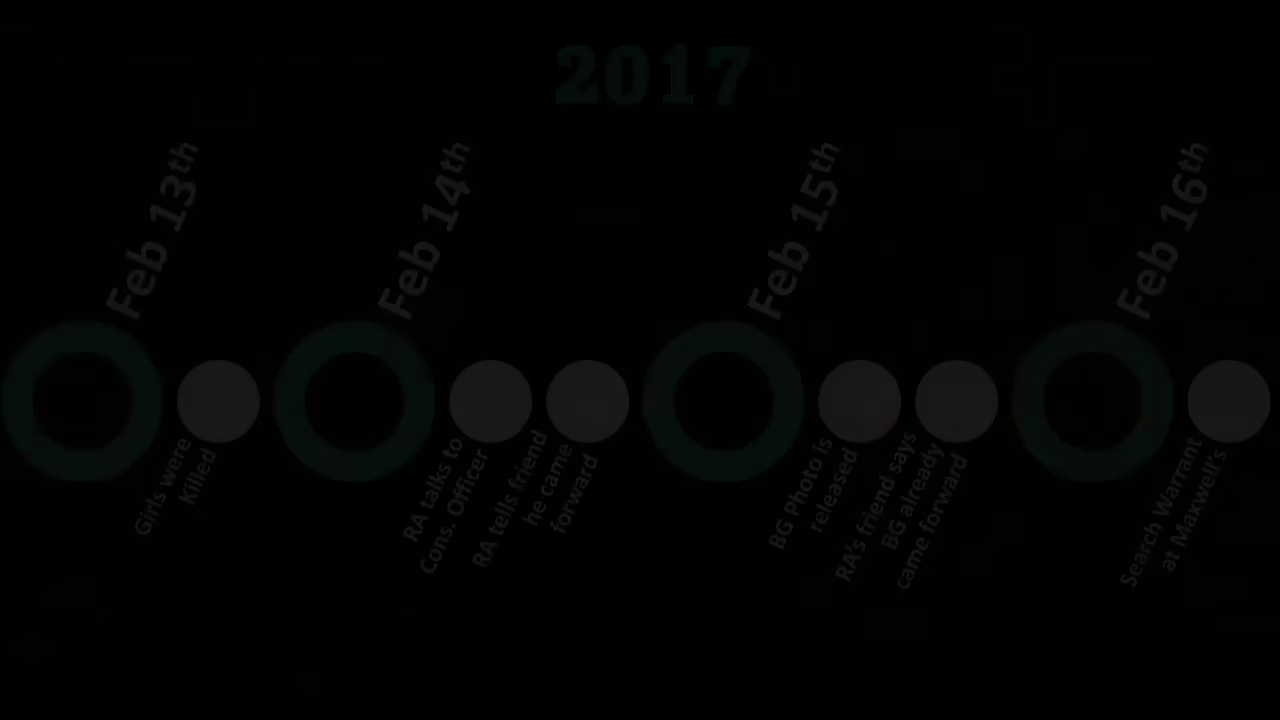 2017
Feb 13th
Feb 14th
Feb 15th
Feb 16th
Girls were
Killed
RA talks to
Cons. Officer
RA tells friend
he came
forward
BG Photo is
released
RA's friend says
BG already
came forward
Search Warrant
at Maxwell's